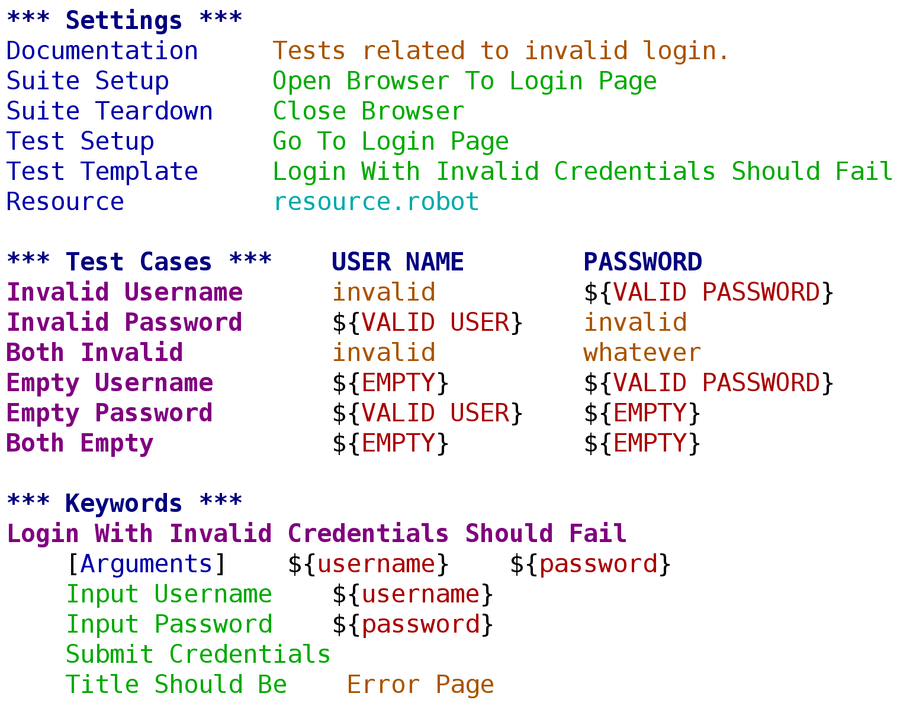 *** Settings ***
Documentation     Tests related to invalid login.
Suite Setup       Open Browser To Login Page
Suite Teardown    Close Browser
Test Setup        Go To Login Page
Test Template     Login With Invalid Credentials Should Fail
Resource          resource.robot

*** Test Cases ***    USER NAME        PASSWORD
Invalid Username      invalid          ${VALID PASSWORD}
Invalid Password      ${VALID USER}    invalid
Both Invalid          invalid          whatever
Empty Username        ${EMPTY}         ${VALID PASSWORD}
Empty Password        ${VALID USER}    ${EMPTY}
Both Empty            ${EMPTY}         ${EMPTY}

*** Keywords ***
Login With Invalid Credentials Should Fail
    [Arguments]    ${username}    ${password}
    Input Username    ${username}
    Input Password    ${password}
    Submit Credentials
    Title Should Be    Error Page